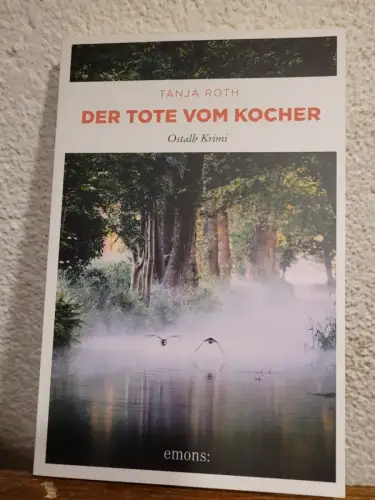 TANJA ROTH
DER TOTE VOM KOCHER
Ostalb Krimi
emons: